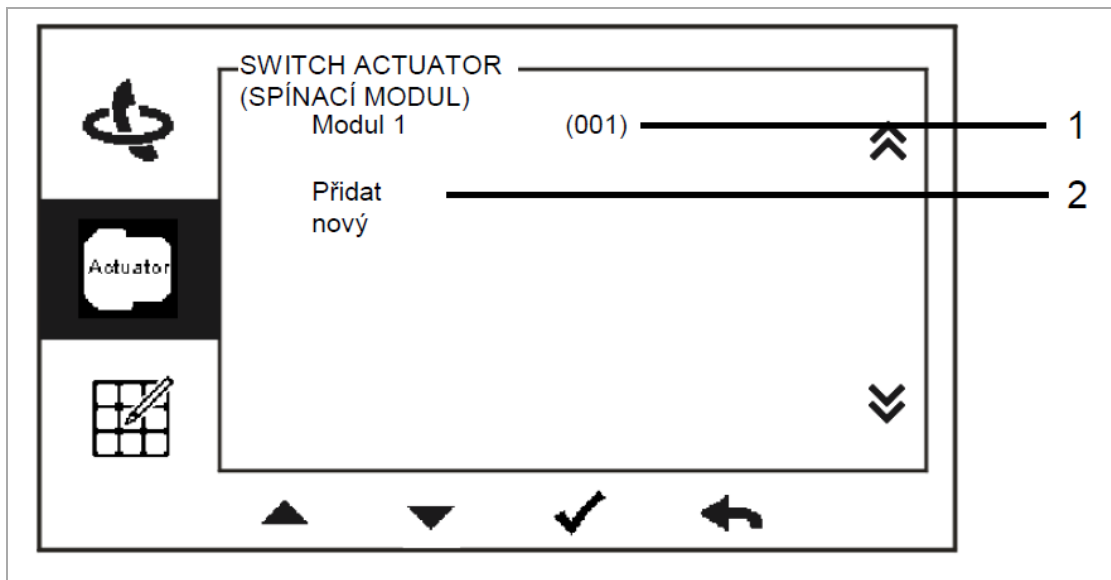 SWITCH ACTUATOR
(SPÍNACÍ MODUL)
Modul 1 (001) 1
Přidat 2
nový
Actuator